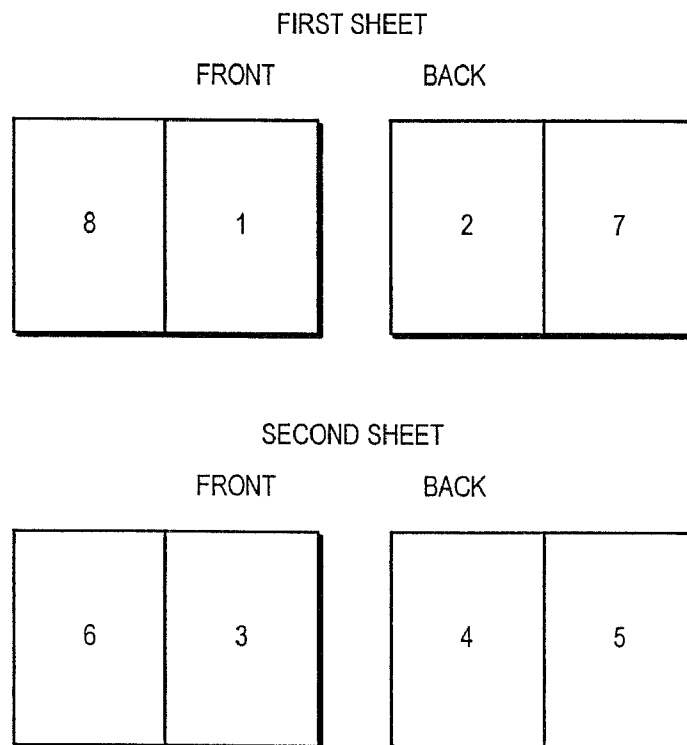 FIRST SHEET
FRONT BACK
8 1 2 7
SECOND SHEET
FRONT BACK
6 3 4 5